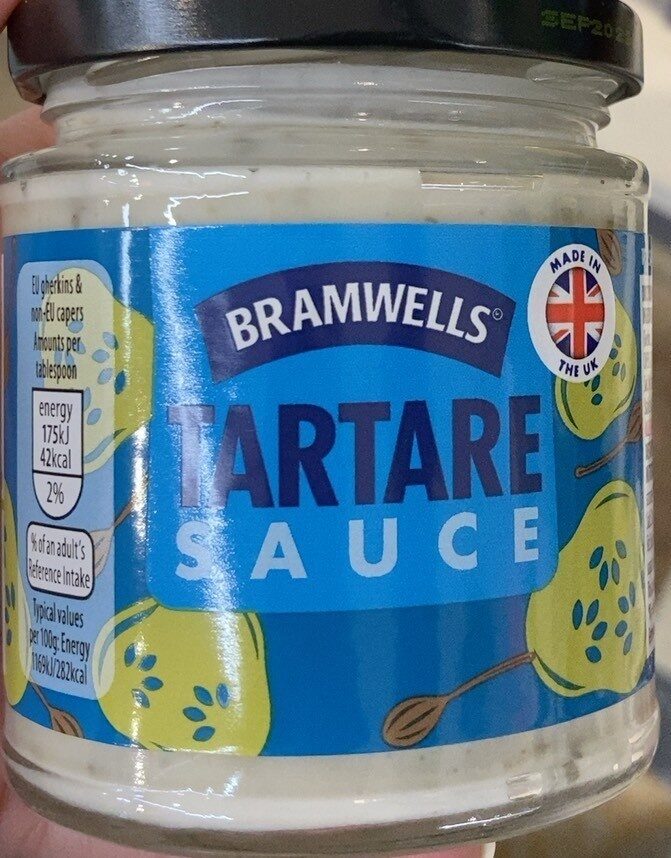 SEP202
EU gherkins &
non-EU capers
Amounts per
tablespoon
energy
175kJ
42kcal
2%
% of an adult's
Reference Intake
Typical values
per 100g: Energy
1169kJ/282kcal
BRAMWELLS®
TARTARE
SAUCE
MADE IN
THE UK